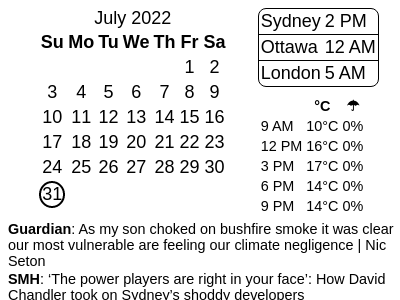 July 2022
Su Mo Tu We Th Fr Sa
1 2
3 4 5 6 7 8 9
10 11 12 13 14 15 16
17 18 19 20 21 22 23
24 25 26 27 28 29 30
31
Sydney 2 PM
Ottawa 12 AM
London 5 AM
°C ☂
9 AM 10°C 0%
12 PM 16°C 0%
3 PM 17°C 0%
6 PM 14°C 0%
9 PM 14°C 0%
Guardian: As my son choked on bushfire smoke it was clear
our most vulnerable are feeling our climate negligence | Nic
Seton
SMH: ‘The power players are right in your face’: How David
Chandler took on Sydney’s shoddy developers